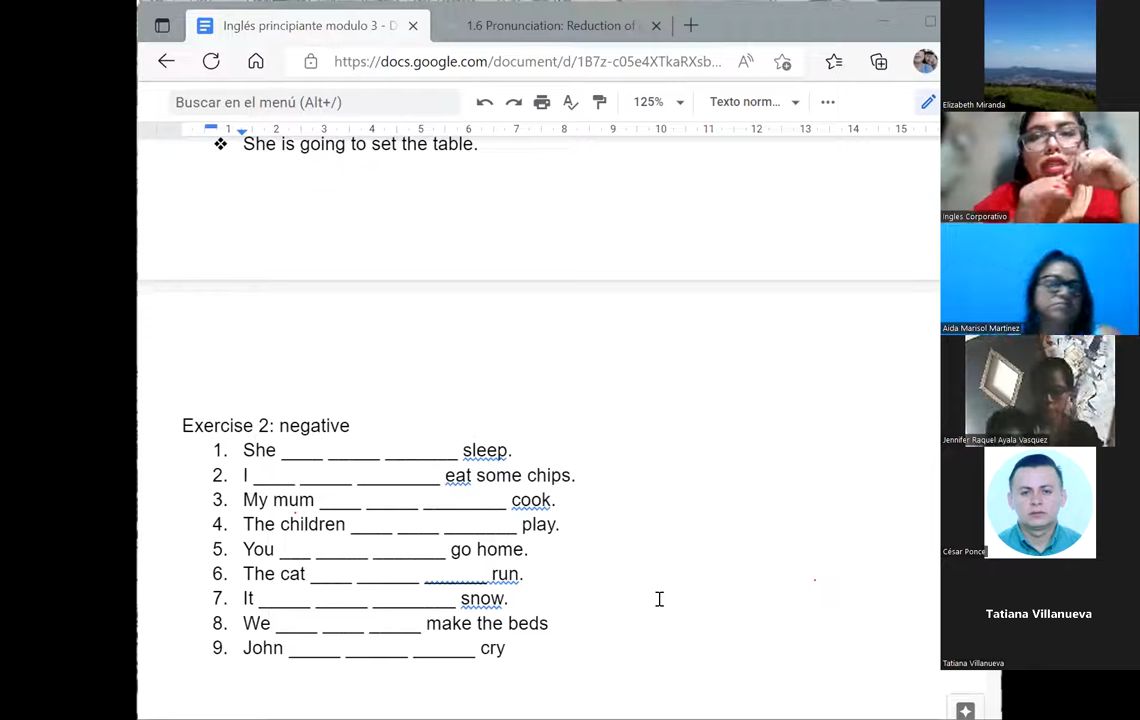 Inglés principiante modulo 3 - D
1.6 Pronunciation: Reduction of
https://docs.google.com/document/d/1B7z-c05e4XTkaRXsb...
Buscar en el menú (Alt+/)
125%
Texto norm...
1 2 3 4 5 6 7 8 9 10 11 12 13 14 15
❖ She is going to set the table.
Exercise 2: negative
1. She ____ _____ _______ sleep.
2. I ____ _____ ________ eat some chips.
3. My mum ____ _____ ________ cook.
4. The children ____ ____ _______ play.
5. You ___ _____ _______ go home.
6. The cat ____ ______ ______ run.
7. It _____ _____ ________ snow.
8. We ____ ____ _____ make the beds
9. John _____ ______ ______ cry
Elizabeth Miranda
Ingles Corporativo
Aida Marisol Martinez
Jennifer Raquel Ayala Vasquez
César Ponce
Tatiana Villanueva
Tatiana Villanueva